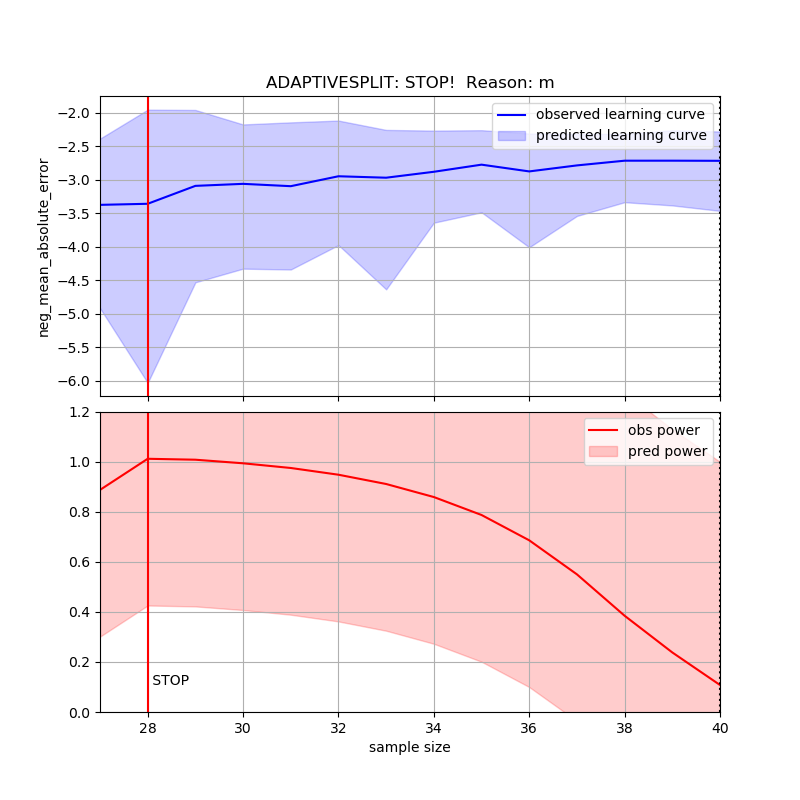 ADAPTIVESPLIT: STOP!  Reason: m
observed learning curve
predicted learning curve
neg_mean_absolute_error
−2.0
−2.5
−3.0
−3.5
−4.0
−4.5
−5.0
−5.5
−6.0
obs power
pred power
1.2
1.0
0.8
0.6
0.4
0.2
0.0
STOP
28 30 32 34 36 38 40
sample size